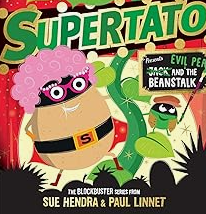 SUPERTATO
Presents
EVIL PEA
JACK AND THE
BEANSTALK
S
THE BLOCKBUSTER SERIES FROM
SUE HENDRA & PAUL LINNET